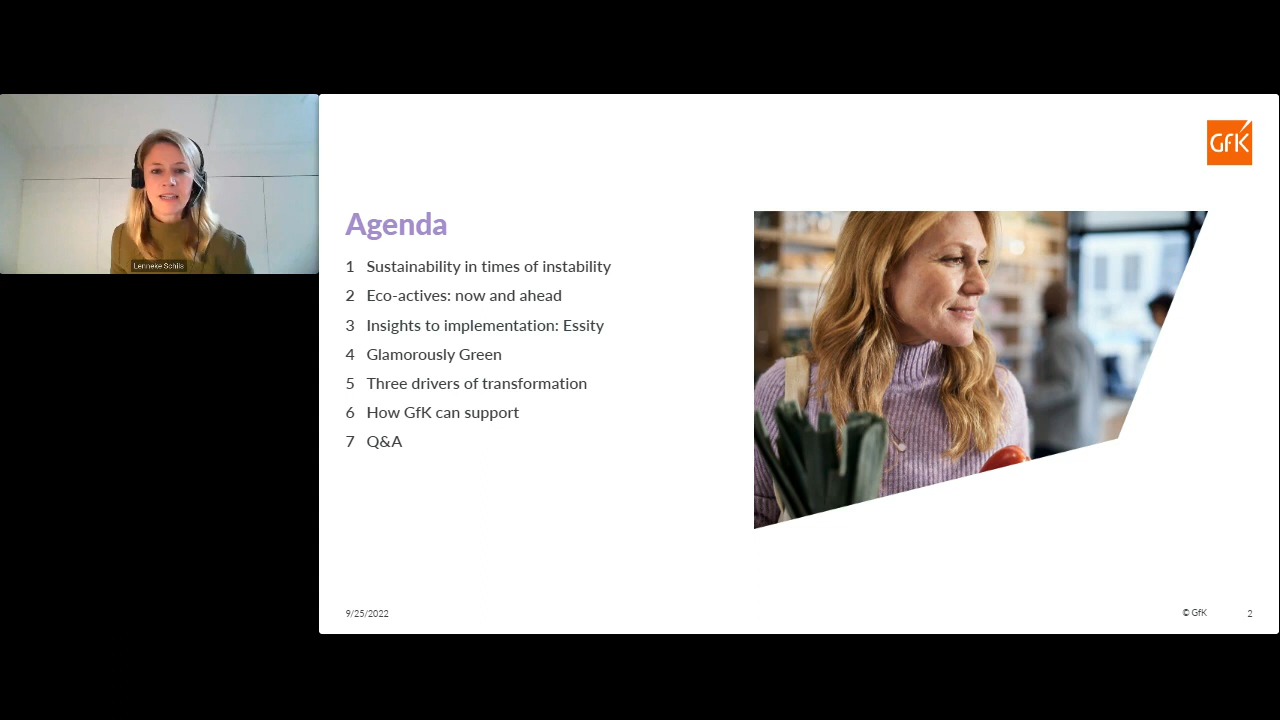 Lenneke Schils
GfK
Agenda
1 Sustainability in times of instability
2 Eco-actives: now and ahead
3 Insights to implementation: Essity
4 Glamorously Green
5 Three drivers of transformation
6 How GfK can support
7 Q&A
9/25/2022
© GfK
2